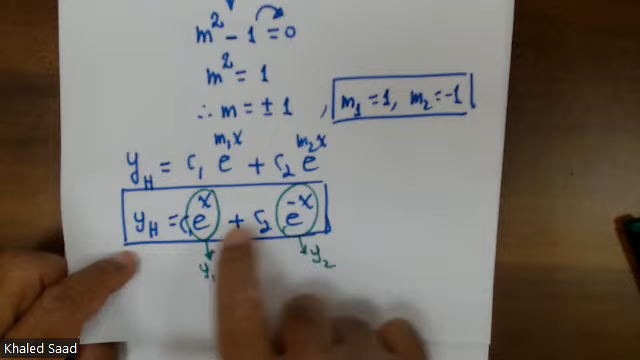 m² - 1 = 0
m² = 1
∴ m = ± 1 , m₁ = 1, m₂ = -1
y_H = c₁ e^{m₁x} + c₂ e^{m₂x}
y_H = c e^x + c₂ e^{-x}
y₁ y₂
Khaled Saad